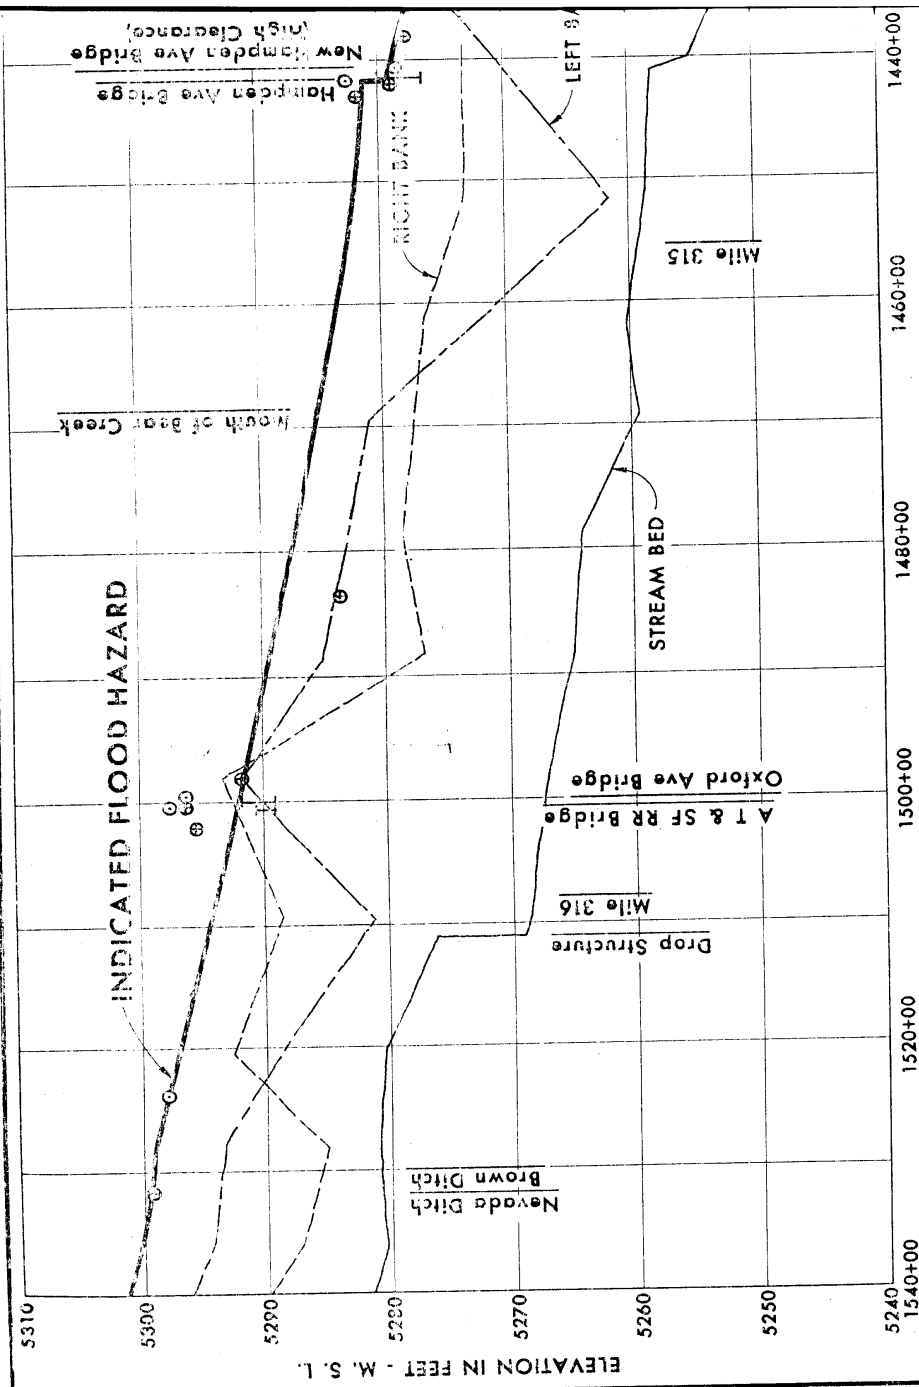 INDICATED FLOOD HAZARD
RIGHT BANK
LEFT
STREAM BED
New Hampden Ave Bridge
(high Clearance)
Hampden Ave Bridge
Mile 315
Mouth of Bear Creek
Oxford Ave Bridge
A T & SF RR Bridge
Mile 316
Drop Structure
Brown Ditch
Nevada Ditch
ELEVATION IN FEET - M. S. L.
5310
5300
5290
5280
5270
5260
5250
5240
1540+00
1520+00
1500+00
1480+00
1460+00
1440+00